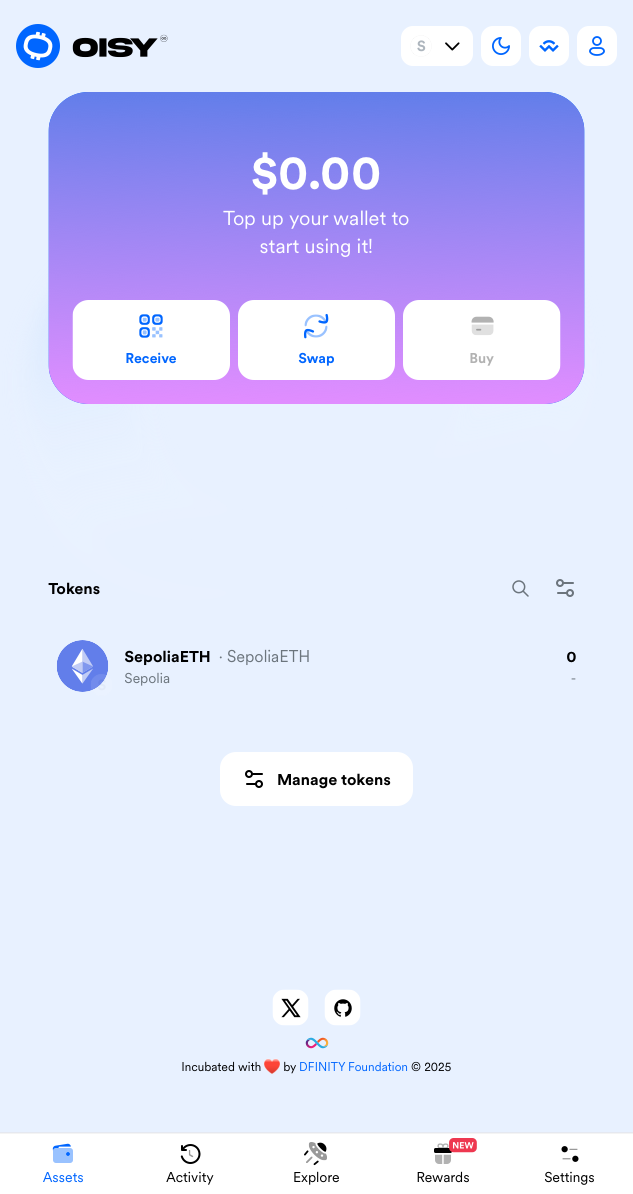 OISY
S
$0.00
Top up your wallet to
start using it!
Receive
Swap
Buy
Tokens
SepoliaETH · SepoliaETH
0
Sepolia
-
Manage tokens
Incubated with ❤️ by DFINITY Foundation © 2025
NEW
Assets
Activity
Explore
Rewards
Settings